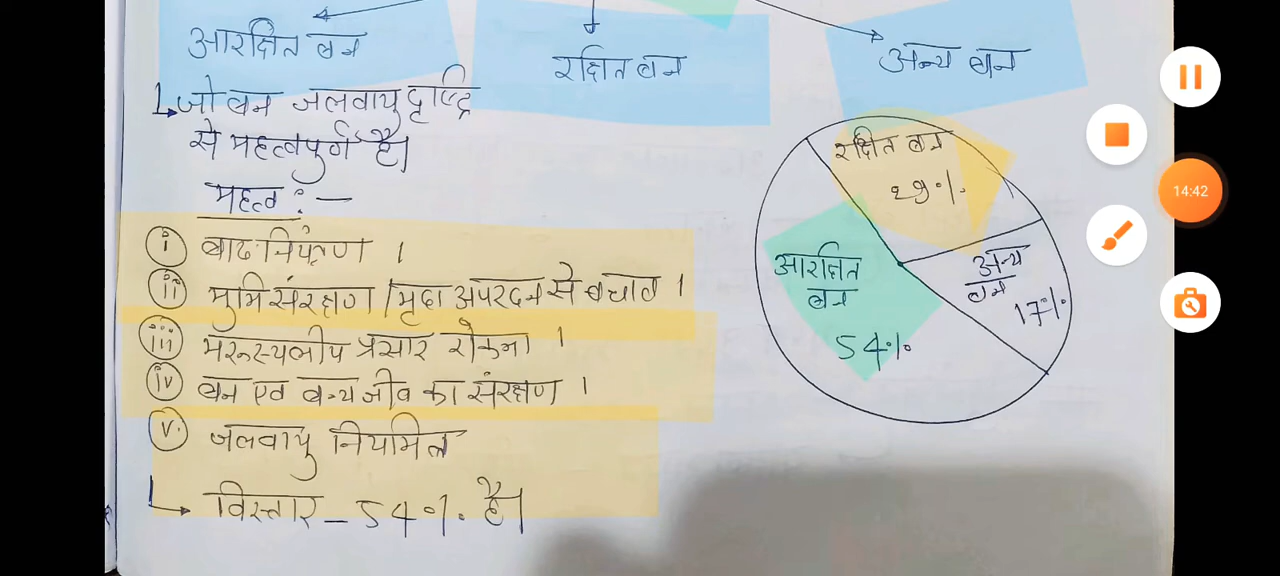 आरक्षित वन
रक्षित वन
अन्य वन
जो वन जलवायु दृष्टि
से महत्वपुर्ण है।
महत्व : –
i बाढ नियंत्रण ।
ii भुमि संरक्षण / मृदा अपरदन से बचाव ।
iii मरूस्थलीय प्रसार रोकना ।
iv वन एव वन्य जीव का संरक्षण ।
v. जलवायु नियमित
विस्तार – 54%. है।
रक्षित वन
29%.
आरक्षित
वन
54%
अन्य
वन
17%.
14:42